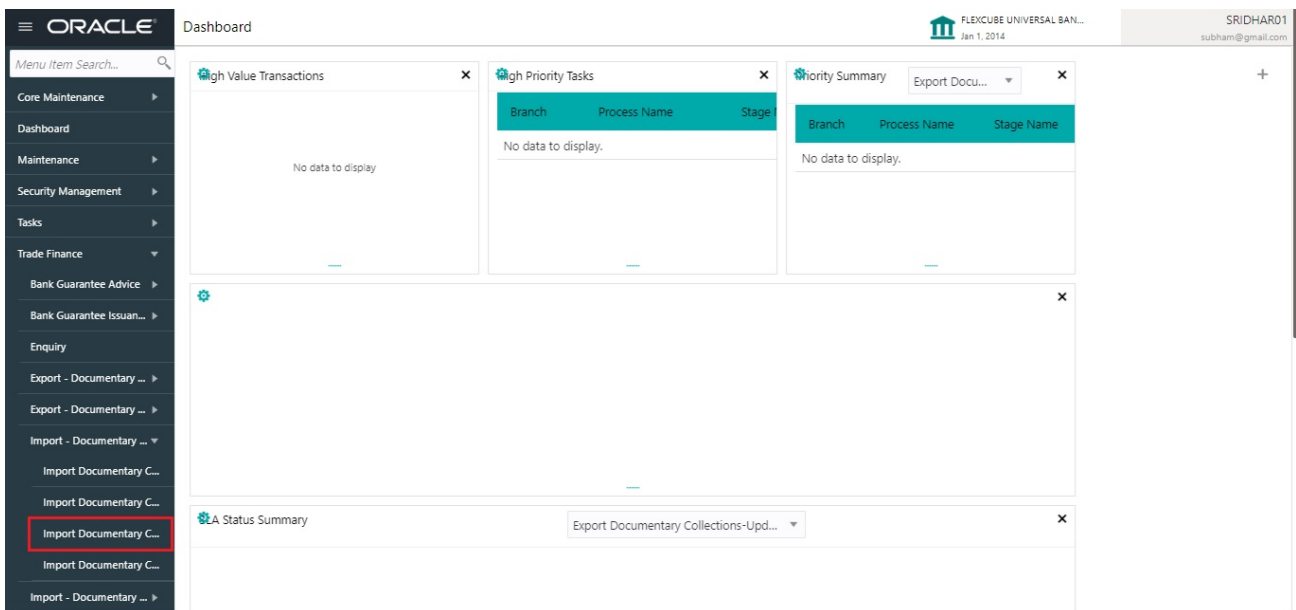 ORACLE
Dashboard
FLEXCUBE UNIVERSAL BAN...
Jan 1, 2014
SRIDHAR01
subham@gmail.com
Menu Item Search...
Core Maintenance
Dashboard
Maintenance
Security Management
Tasks
Trade Finance
Bank Guarantee Advice
Bank Guarantee Issuan...
Enquiry
Export - Documentary ...
Export - Documentary ...
Import - Documentary ...
Import Documentary C...
Import Documentary C...
Import Documentary C...
Import Documentary C...
Import - Documentary ...
High Value Transactions
No data to display
High Priority Tasks
Branch Process Name Stage
No data to display.
Priority Summary Export Docu...
Branch Process Name Stage Name
No data to display.
SLA Status Summary Export Documentary Collections-Upd...